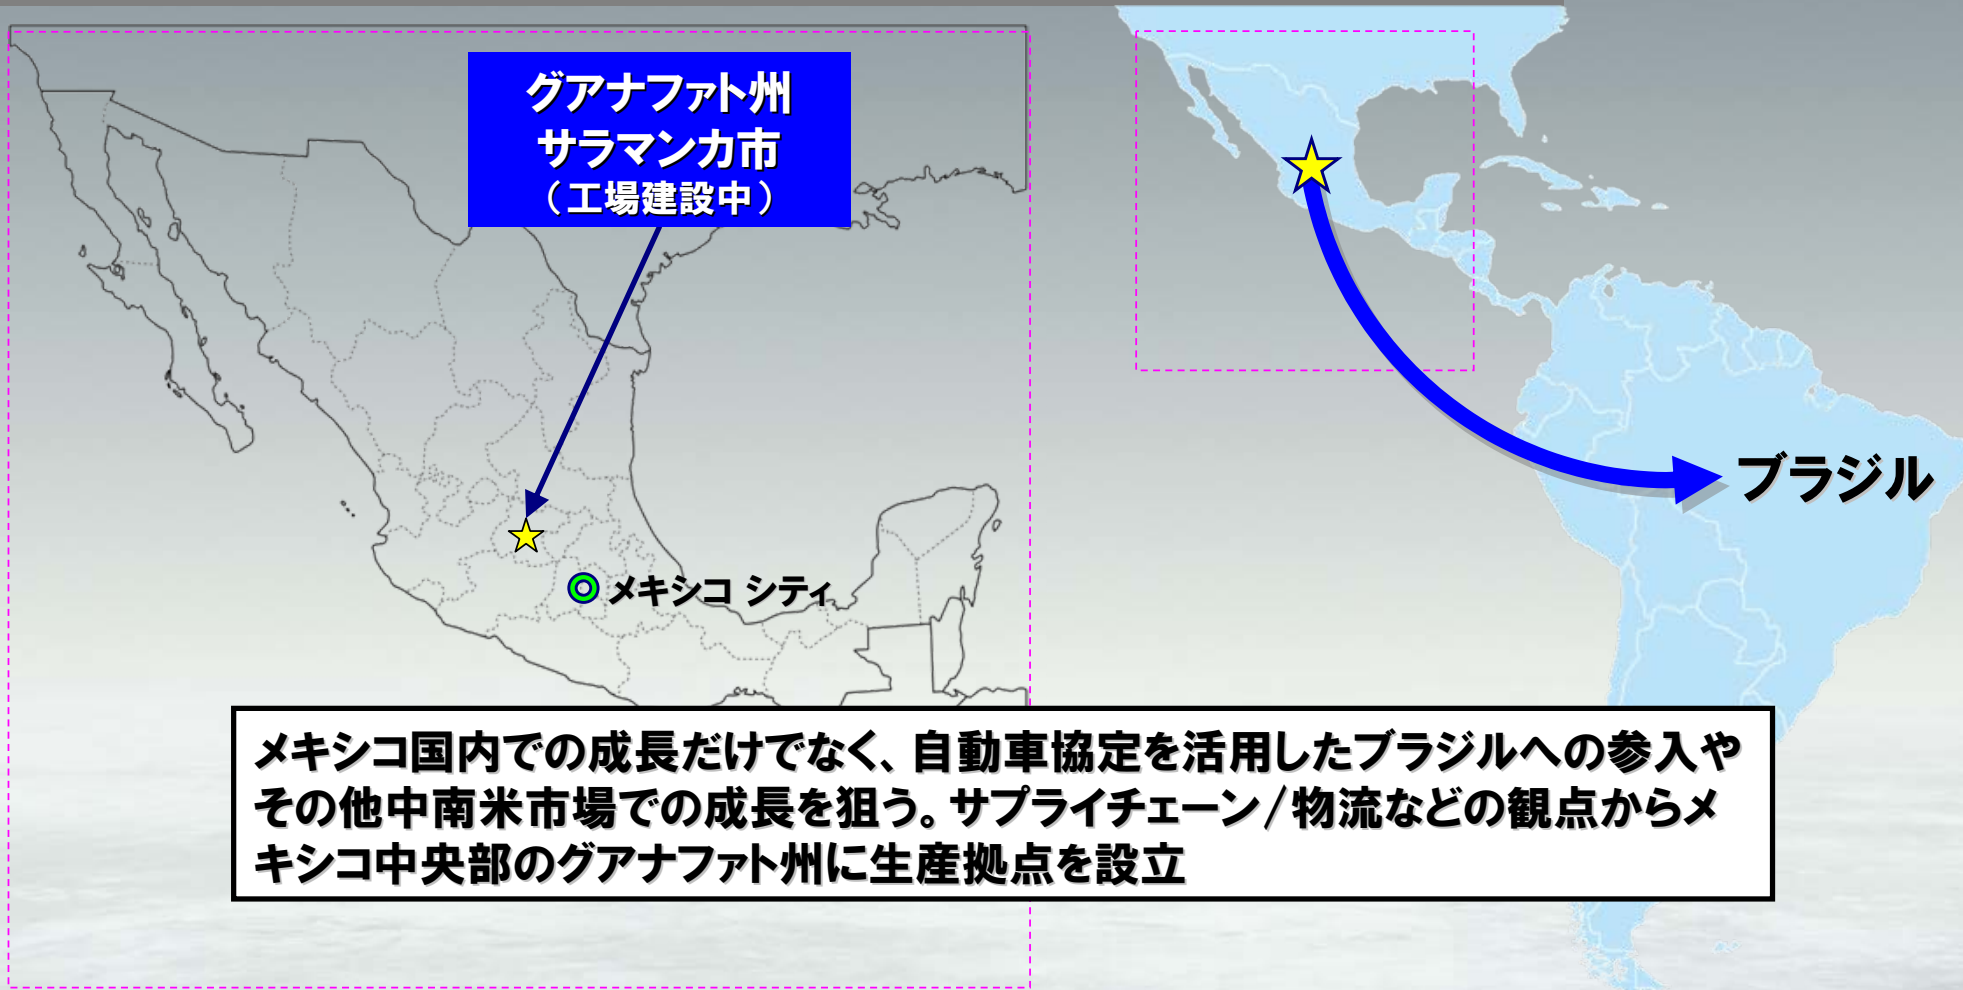 グアナファト州
サラマンカ市
（工場建設中）
ブラジル
メキシコ シティ
メキシコ国内での成長だけでなく、自動車協定を活用したブラジルへの参入や
その他中南米市場での成長を狙う。サプライチェーン/物流などの観点からメ
キシコ中央部のグアナファト州に生産拠点を設立